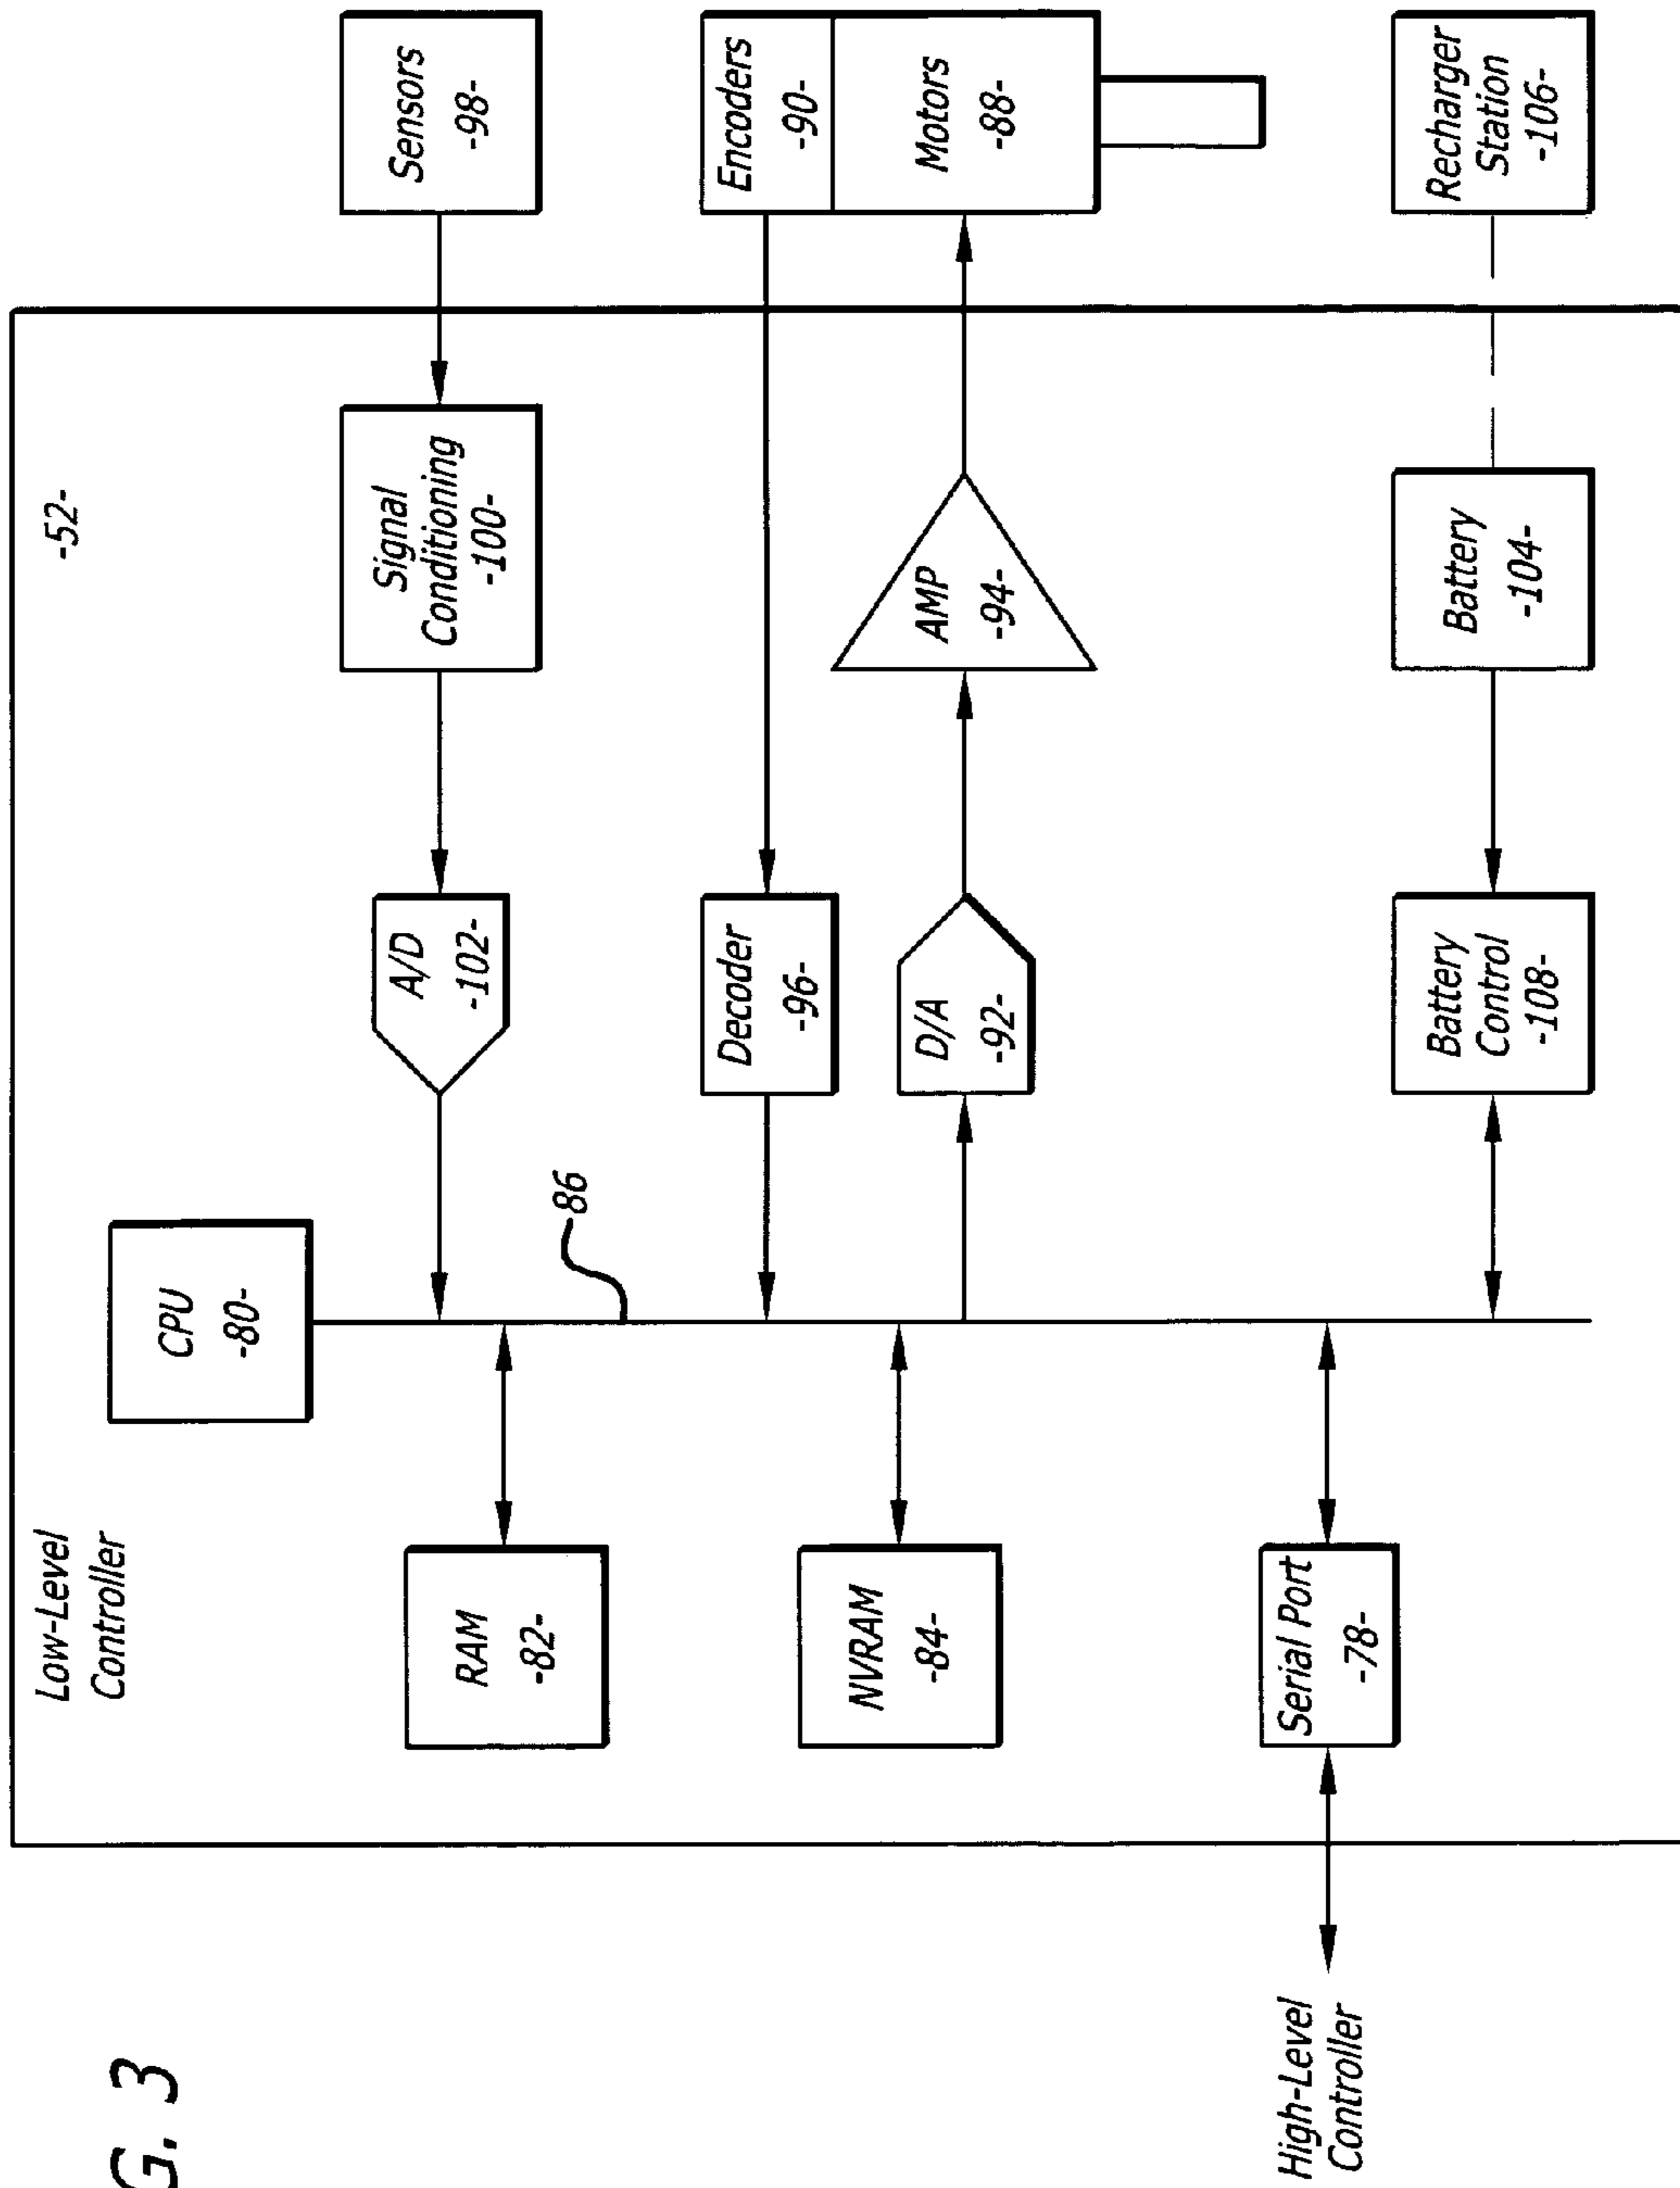 G. 3
Low-Level
Controller
-52-
CPU
-80-
RAM
-82-
A/D
-102-
Signal
Conditioning
-100-
Sensors
-98-
86
Decoder
-96-
Encoders
-90-
NVRAM
-84-
D/A
-92-
AMP
-94-
Motors
-88-
High-Level
Controller
Serial Port
-78-
Battery
Control
-108-
Battery
-104-
Recharger
Station
-106-